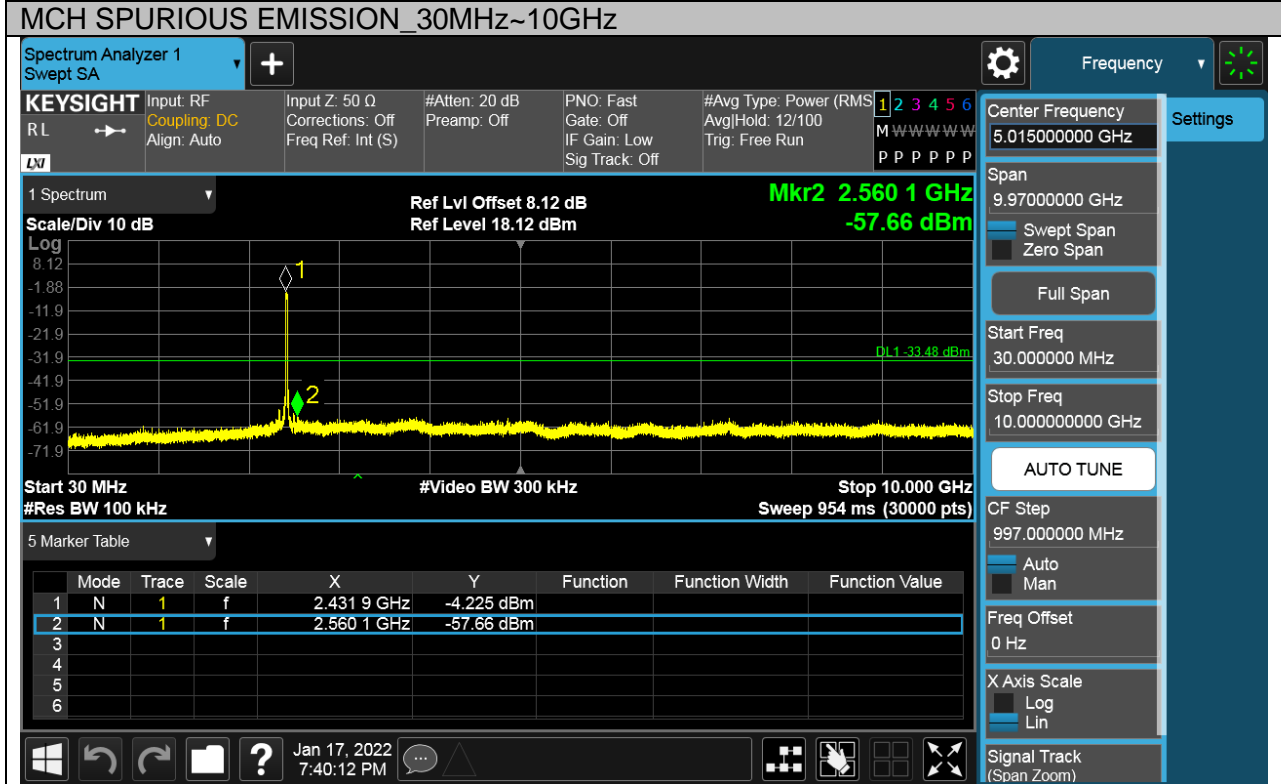 MCH SPURIOUS EMISSION_30MHz~10GHz
Spectrum Analyzer 1
Swept SA
+
Frequency
KEYSIGHT
RL
LXI
Input: RF
Coupling: DC
Align: Auto
Input Z: 50 Ω
Corrections: Off
Freq Ref: Int (S)
#Atten: 20 dB
Preamp: Off
PNO: Fast
Gate: Off
IF Gain: Low
Sig Track: Off
#Avg Type: Power (RMS
Avg|Hold: 12/100
Trig: Free Run
1 2 3 4 5 6
M W W W W W
P P P P P P
1 Spectrum
Scale/Div 10 dB
Ref Lvl Offset 8.12 dB
Ref Level 18.12 dBm
Mkr2 2.560 1 GHz
-57.66 dBm
Log
8.12
-1.88
-11.9
-21.9
-31.9
-41.9
-51.9
-61.9
-71.9
1
2
DL1 -33.48 dBm
Start 30 MHz
#Res BW 100 kHz
#Video BW 300 kHz
Stop 10.000 GHz
Sweep 954 ms (30000 pts)
5 Marker Table
Mode Trace Scale X Y Function Function Width Function Value
1 N 1 f 2.431 9 GHz -4.225 dBm
2 N 1 f 2.560 1 GHz -57.66 dBm
3
4
5
6
?
Jan 17, 2022
7:40:12 PM
Center Frequency
5.015000000 GHz
Settings
Span
9.97000000 GHz
Swept Span
Zero Span
Full Span
Start Freq
30.000000 MHz
Stop Freq
10.000000000 GHz
AUTO TUNE
CF Step
997.000000 MHz
Auto
Man
Freq Offset
0 Hz
X Axis Scale
Log
Lin
Signal Track
(Span Zoom)